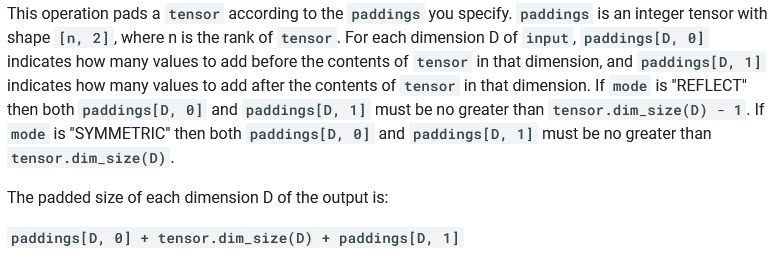 This operation pads a tensor according to the paddings you specify. paddings is an integer tensor with
shape [n, 2], where n is the rank of tensor. For each dimension D of input, paddings[D, 0]
indicates how many values to add before the contents of tensor in that dimension, and paddings[D, 1]
indicates how many values to add after the contents of tensor in that dimension. If mode is "REFLECT"
then both paddings[D, 0] and paddings[D, 1] must be no greater than tensor.dim_size(D) - 1. If
mode is "SYMMETRIC" then both paddings[D, 0] and paddings[D, 1] must be no greater than
tensor.dim_size(D).
The padded size of each dimension D of the output is:
paddings[D, 0] + tensor.dim_size(D) + paddings[D, 1]